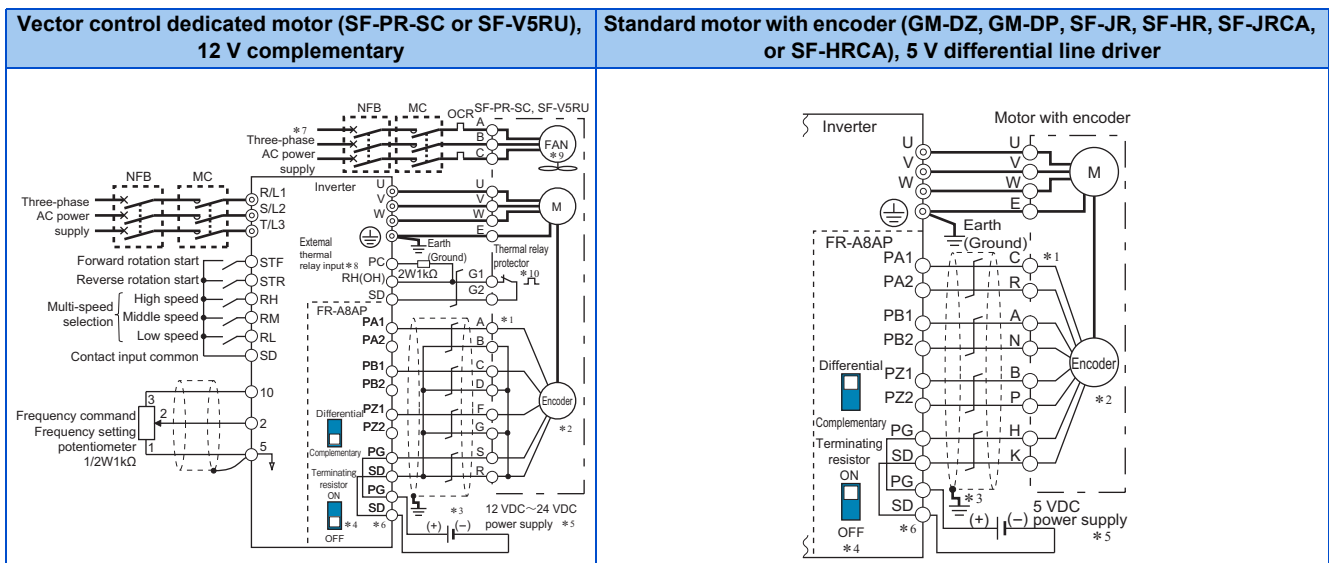 Vector control dedicated motor (SF-PR-SC or SF-V5RU),
12 V complementary
NFB
MC
OCR
SF-PR-SC, SF-V5RU
*7
Three-phase
AC power
supply
A
B
C
FAN
*9
NFB
MC
Three-phase
AC power
supply
R/L1
S/L2
T/L3
Inverter
U
V
W
U
V
W
E
M
Earth
(Ground)
External
thermal
relay input*8
PC
2W1kΩ
RH(OH)
SD
G1
G2
Thermal relay
protector
*10
Forward rotation start
STF
Reverse rotation start
STR
Multi-speed
selection
High speed
RH
Middle speed
RM
Low speed
RL
Contact input common
SD
3
2
1
10
2
5
Frequency command
Frequency setting
potentiometer
1/2W1kΩ
FR-A8AP
PA1
PA2
PB1
PB2
PZ1
PZ2
PG
SD
PG
SD
A
B
C
D
F
G
S
R
*1
Encoder
*2
Differential
Complementary
Terminating
resistor
ON
OFF
*4
*6
*3
(+)
(−)
12 VDC～24 VDC
power supply
*5
Standard motor with encoder (GM-DZ, GM-DP, SF-JR, SF-HR, SF-JRCA,
or SF-HRCA), 5 V differential line driver
Inverter
Motor with encoder
U
V
W
U
V
W
E
M
Earth
(Ground)
FR-A8AP
PA1
PA2
PB1
PB2
PZ1
PZ2
PG
SD
PG
SD
C
R
A
N
B
P
H
K
*1
Encoder
*2
Differential
Complementary
Terminating
resistor
ON
OFF
*4
*6
*3
(+)
(−)
5 VDC
power supply
*5